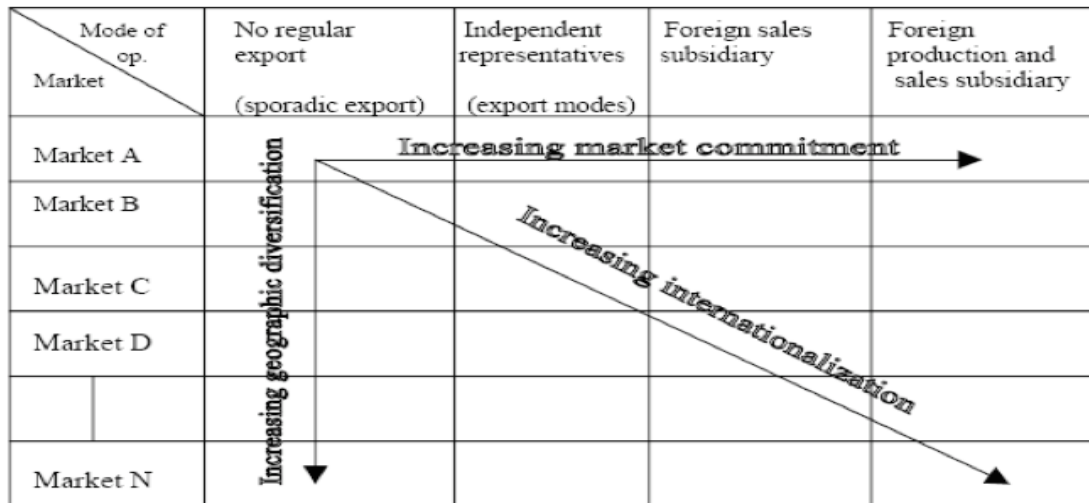 Mode of
op.
Market
No regular
export
(sporadic export)
Independent
representatives
(export modes)
Foreign sales
subsidiary
Foreign
production and
sales subsidiary
Market A
Increasing market commitment
Market B
Market C
Market D
Market N
Increasing geographic diversification
Increasing internationalization